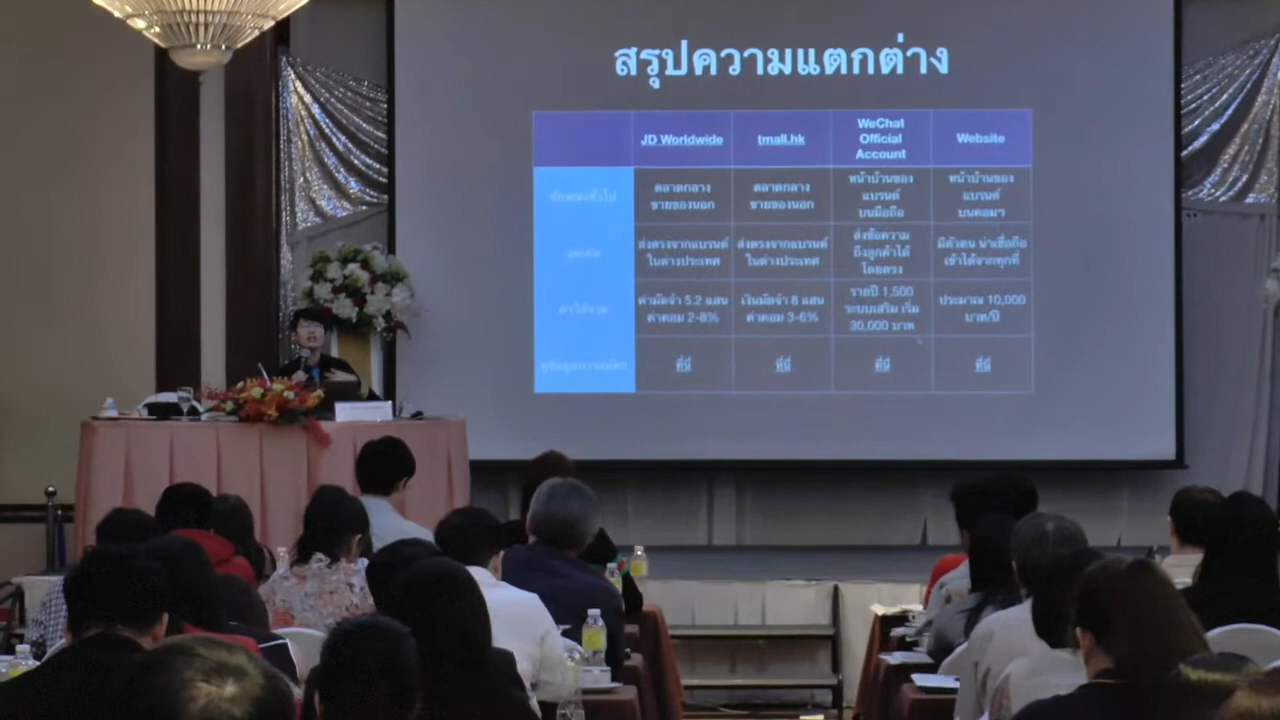 สรุปความแตกต่าง
JD Worldwide
tmall.hk
WeChat
Official
Account
Website
ตลาดกลาง
ขายของนอก
ตลาดกลาง
ขายของนอก
หน้าบ้านของ
แบรนด์
บนมือถือ
หน้าบ้านของ
แบรนด์
บนคอมฯ
ส่งตรงจากแบรนด์
ในต่างประเทศ
ส่งตรงจากแบรนด์
ในต่างประเทศ
ส่งข้อความ
ถึงลูกค้าได้
โดยตรง
มีตัวตน น่าเชื่อถือ
เข้าได้จากทุกที่
ค่ามัดจำ 5.2 แสน
ค่าคอม 2-8%
เงินมัดจำ 8 แสน
ค่าคอม 3-6%
รายปี 1,500
ระบบเสริม เริ่ม
30,000 บาท
ประมาณ 10,000
บาท/ปี
ที่นี่
ที่นี่
ที่นี่
ที่นี่